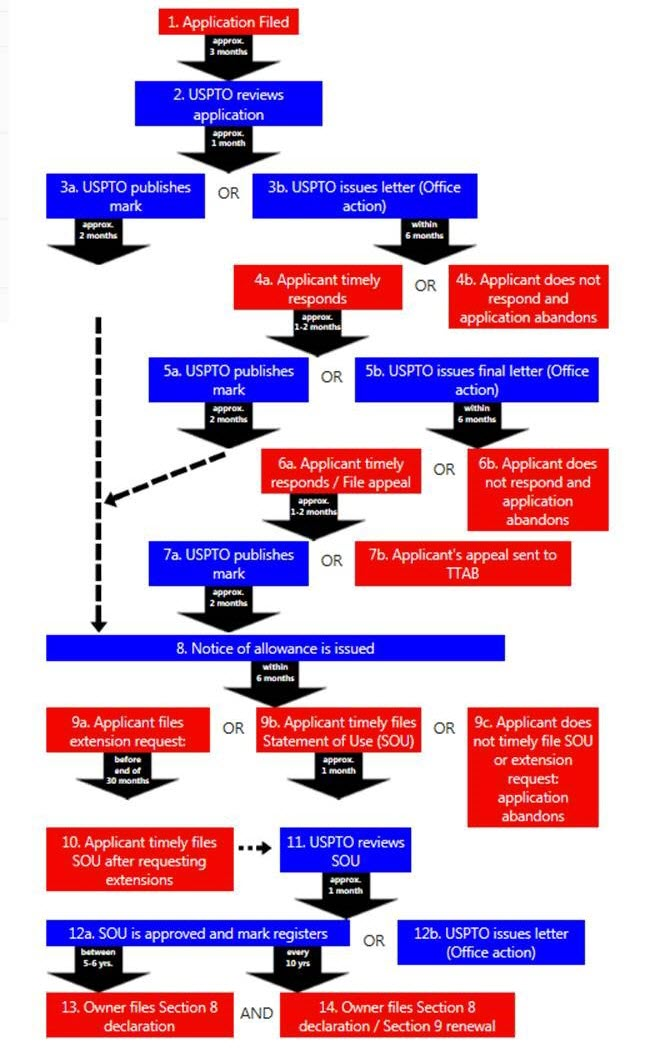 1. Application Filed
approx.
3 months
2. USPTO reviews
application
approx.
1 month
3a. USPTO publishes
mark
OR
3b. USPTO issues letter (Office
action)
approx.
2 months
within
6 months
4a. Applicant timely
responds
OR
4b. Applicant does not
respond and
application abandons
approx.
1-2 months
5a. USPTO publishes
mark
OR
5b. USPTO issues final letter (Office
action)
approx.
2 months
within
6 months
6a. Applicant timely
responds / File appeal
OR
6b. Applicant does
not respond and
application
abandons
approx.
1-2 months
7a. USPTO publishes
mark
OR
7b. Applicant's appeal sent to
TTAB
approx.
2 months
8. Notice of allowance is issued
within
6 months
9a. Applicant files
extension request:
OR
9b. Applicant timely files
Statement of Use (SOU)
OR
9c. Applicant does
not timely file SOU
or extension
request:
application
abandons
before
end of
30 months
approx.
1 month
10. Applicant timely files
SOU after requesting
extensions
11. USPTO reviews
SOU
approx.
1 month
12a. SOU is approved and mark registers
OR
12b. USPTO issues letter
(Office action)
between
5-6 yrs.
every
10 yrs
13. Owner files Section 8
declaration
AND
14. Owner files Section 8
declaration / Section 9 renewal